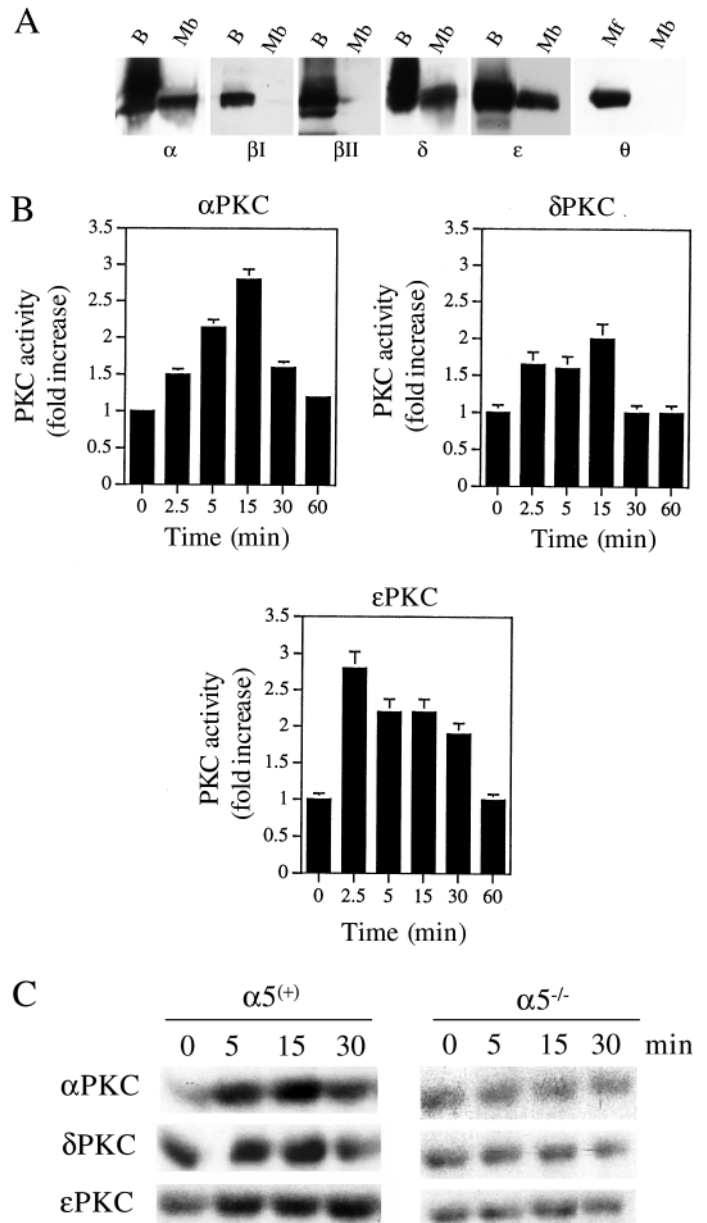 A
B Mb B Mb B Mb B Mb B Mb Mf Mb
α βI βII δ ε θ
B
αPKC
3.5
3
2.5
2
1.5
1
0.5
0
PKC activity
(fold increase)
0 2.5 5 15 30 60
Time (min)
δPKC
3.5
3
2.5
2
1.5
1
0.5
0
PKC activity
(fold increase)
0 2.5 5 15 30 60
Time (min)
εPKC
3.5
3
2.5
2
1.5
1
0.5
0
PKC activity
(fold increase)
0 2.5 5 15 30 60
Time (min)
C
α5(+) α5-/-
0 5 15 30 0 5 15 30 min
αPKC
δPKC
εPKC